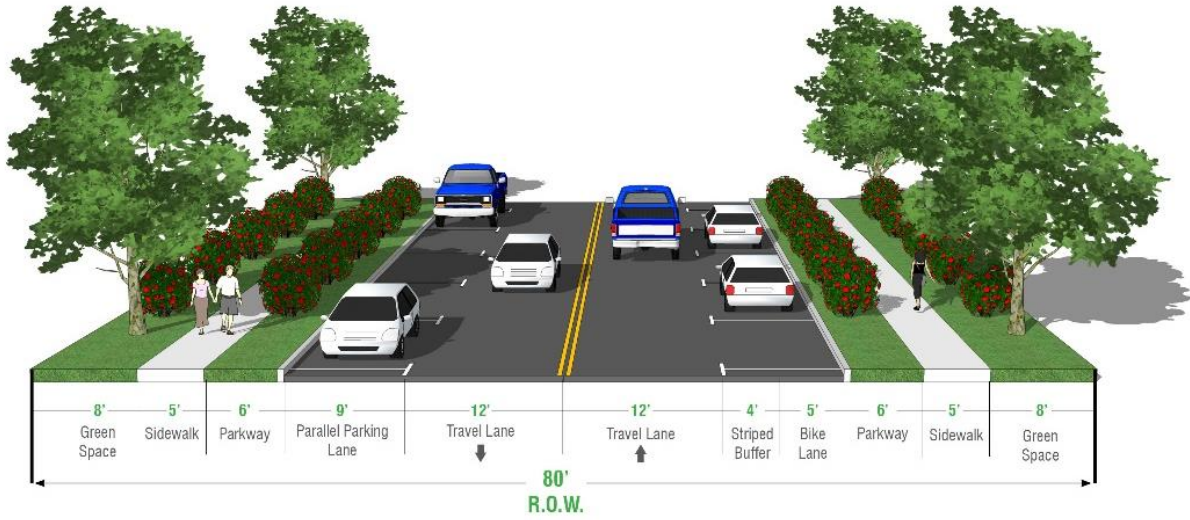 8' 5' 6' 9' 12' 12' 4' 5' 6' 5' 8'
Green Space
Sidewalk
Parkway
Parallel Parking Lane
Travel Lane
Travel Lane
Striped Buffer
Bike Lane
Parkway
Sidewalk
Green Space
80'
R.O.W.